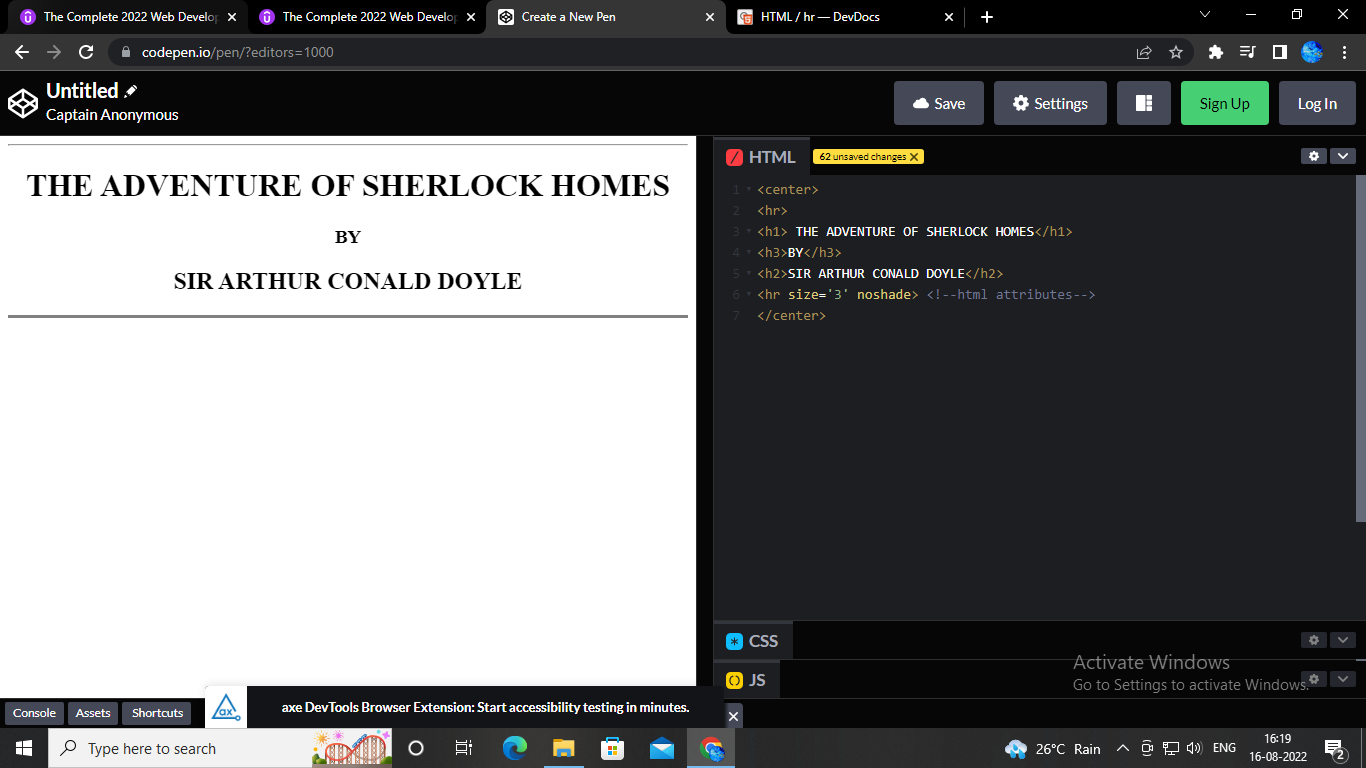 The Complete 2022 Web Develop
The Complete 2022 Web Develop
Create a New Pen
HTML / hr — DevDocs
codepen.io/pen/?editors=1000
Untitled
Captain Anonymous
Save
Settings
Sign Up
Log In
THE ADVENTURE OF SHERLOCK HOMES
BY
SIR ARTHUR CONALD DOYLE
HTML
62 unsaved changes
1 <center>
2 <hr>
3 <h1> THE ADVENTURE OF SHERLOCK HOMES</h1>
4 <h3>BY</h3>
5 <h2>SIR ARTHUR CONALD DOYLE</h2>
6 <hr size='3' noshade> <!--html attributes-->
7 </center>
CSS
JS
Activate Windows
Go to Settings to activate Windows.
Console Assets Shortcuts
axe DevTools Browser Extension: Start accessibility testing in minutes.
Type here to search
26°C Rain
ENG
16:19
16-08-2022
2